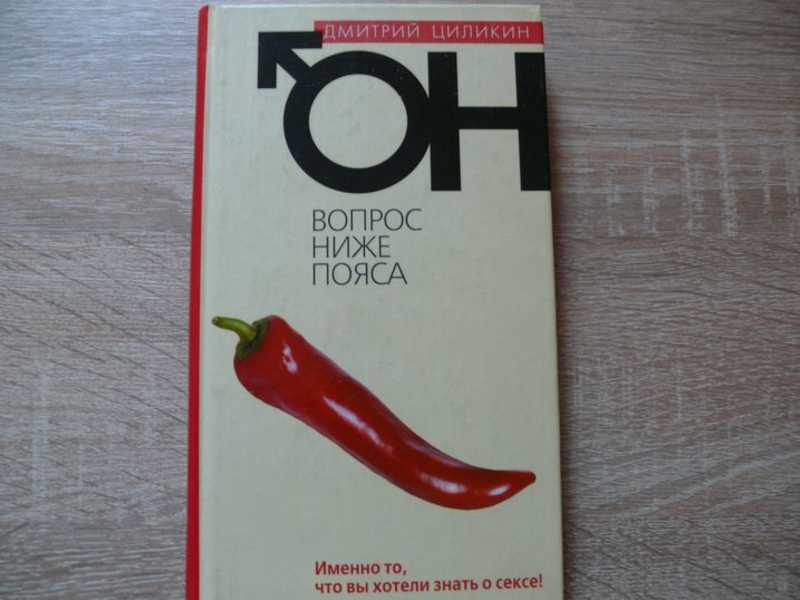 ДМИТРИЙ ЦИЛИКИН
ОН
ВОПРОС
НИЖЕ
ПОЯСА
Именно то,
что вы хотели знать о сексе!